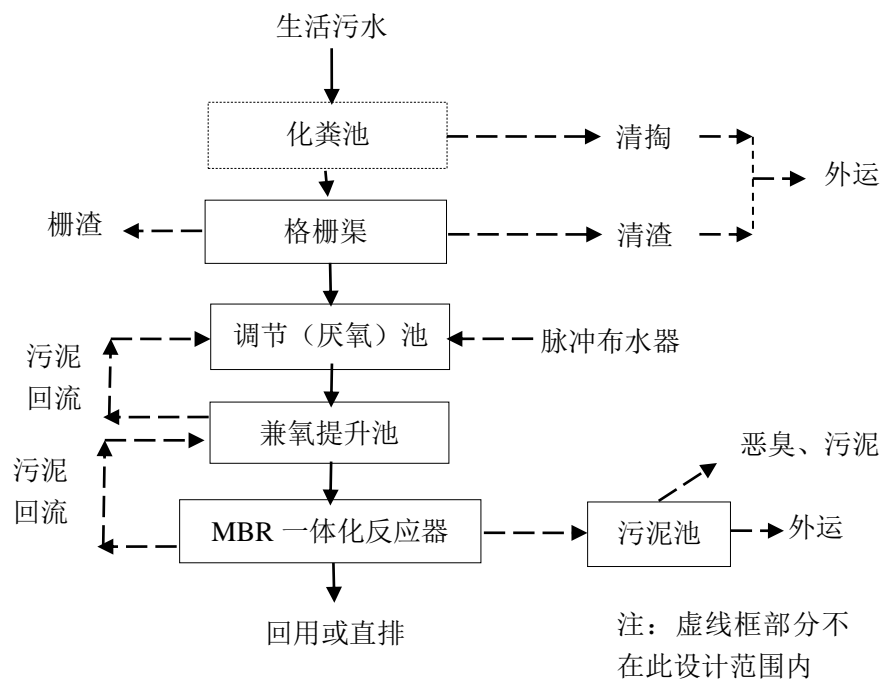 生活污水
化粪池
清掏
外运
栅渣
格栅渠
清渣
调节（厌氧）池
脉冲布水器
污泥
回流
兼氧提升池
恶臭、污泥
污泥
回流
MBR 一体化反应器
污泥池
外运
回用或直排
注：虚线框部分不
在此设计范围内